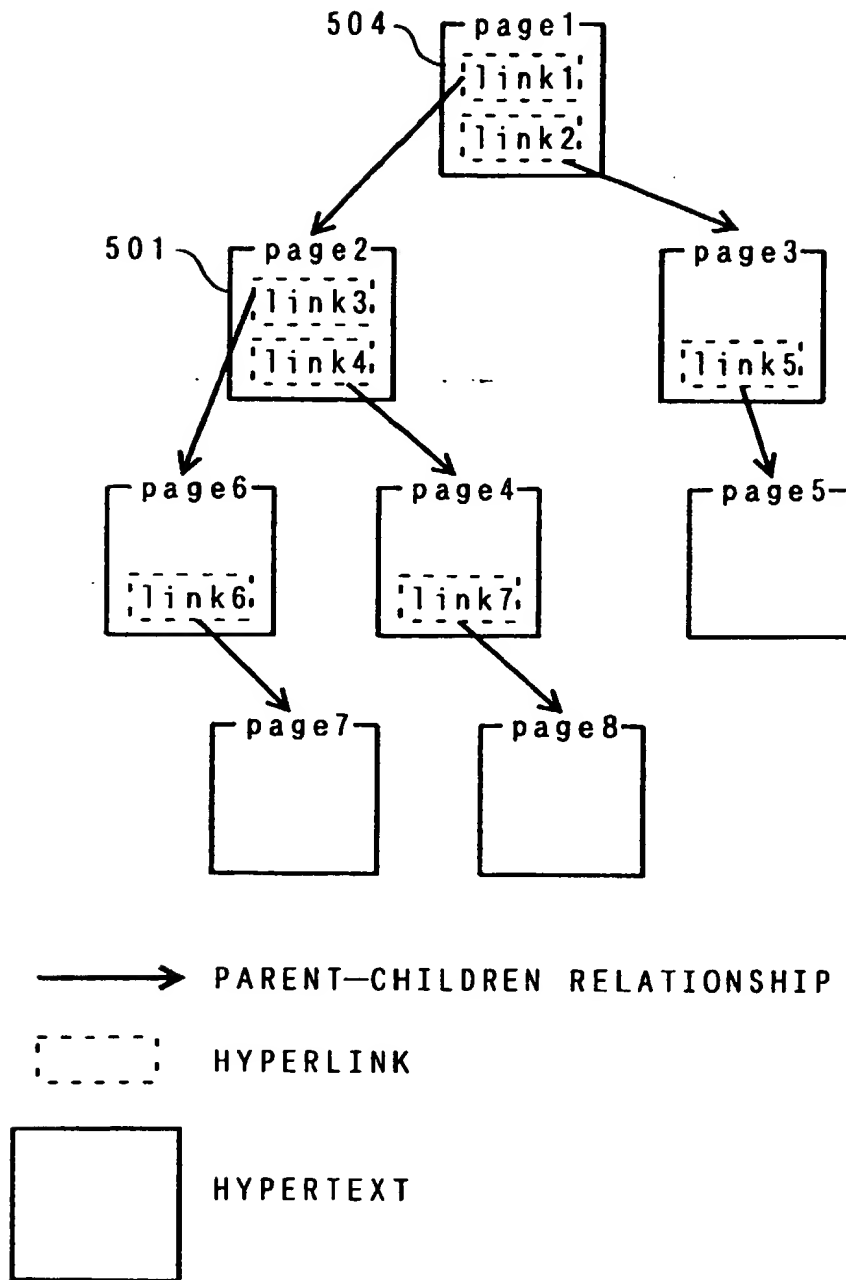 504
page1
link1
link2
501
page2
page3
link3
link4
link5
page6
page4
page5
link6
link7
page7
page8
PARENT—CHILDREN RELATIONSHIP
HYPERLINK
HYPERTEXT